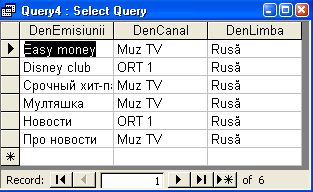 Query4 : Select Query
DenEmisiunii DenCanal DenLimba
Easy money Muz TV Rusă
Disney club ORT 1 Rusă
Срочный хит-па Muz TV Rusă
Мультяшка Muz TV Rusă
Новости ORT 1 Rusă
Про новости Muz TV Rusă
Record: 1 of 6